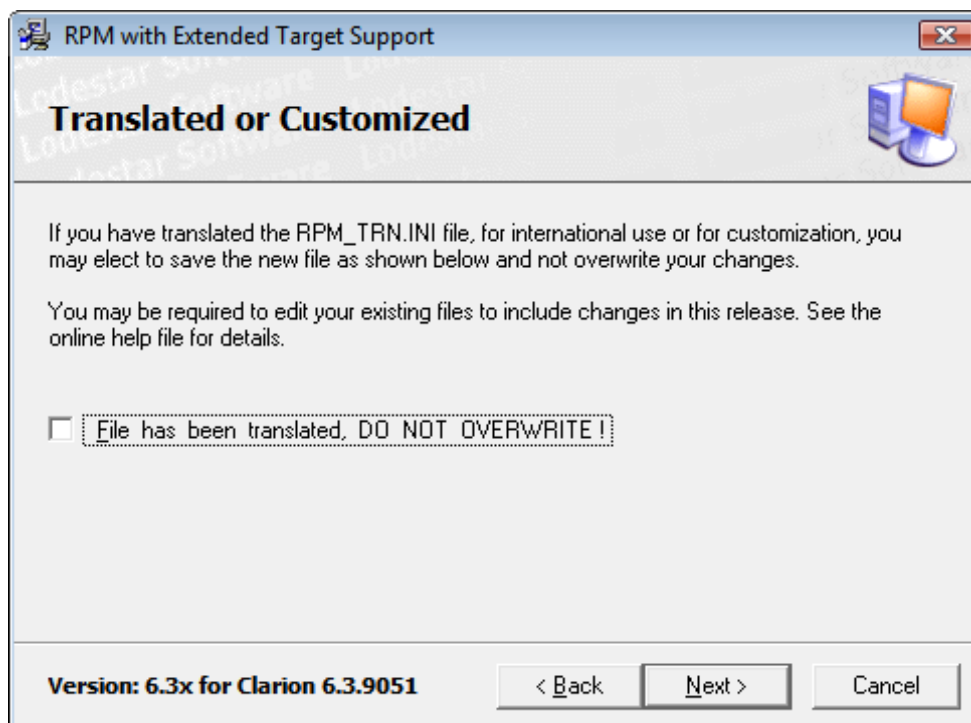 RPM with Extended Target Support
Lodestar Software
Translated or Customized
If you have translated the RPM_TRN.INI file, for international use or for customization, you
may elect to save the new file as shown below and not overwrite your changes.
You may be required to edit your existing files to include changes in this release. See the
online help file for details.
File has been translated, DO NOT OVERWRITE !
Version: 6.3x for Clarion 6.3.9051
< Back
Next >
Cancel